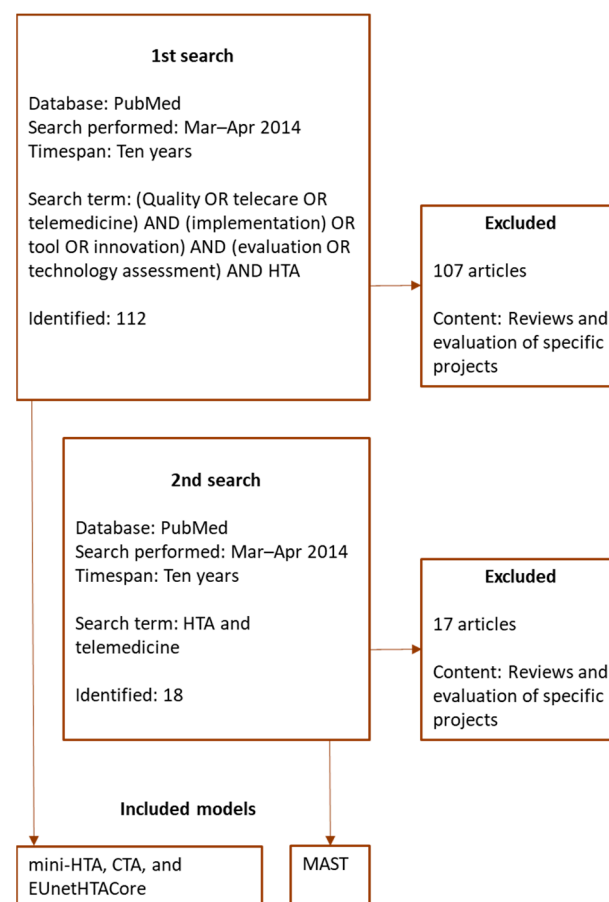 1st search
Database: PubMed
Search performed: Mar–Apr 2014
Timespan: Ten years
Search term: (Quality OR telecare OR
telemedicine) AND (implementation) OR
tool OR innovation) AND (evaluation OR
technology assessment) AND HTA
Identified: 112
Excluded
107 articles
Content: Reviews and
evaluation of specific
projects
2nd search
Database: PubMed
Search performed: Mar–Apr 2014
Timespan: Ten years
Search term: HTA and
telemedicine
Identified: 18
Excluded
17 articles
Content: Reviews and
evaluation of specific
projects
Included models
mini-HTA, CTA, and
EUnetHTACore
MAST